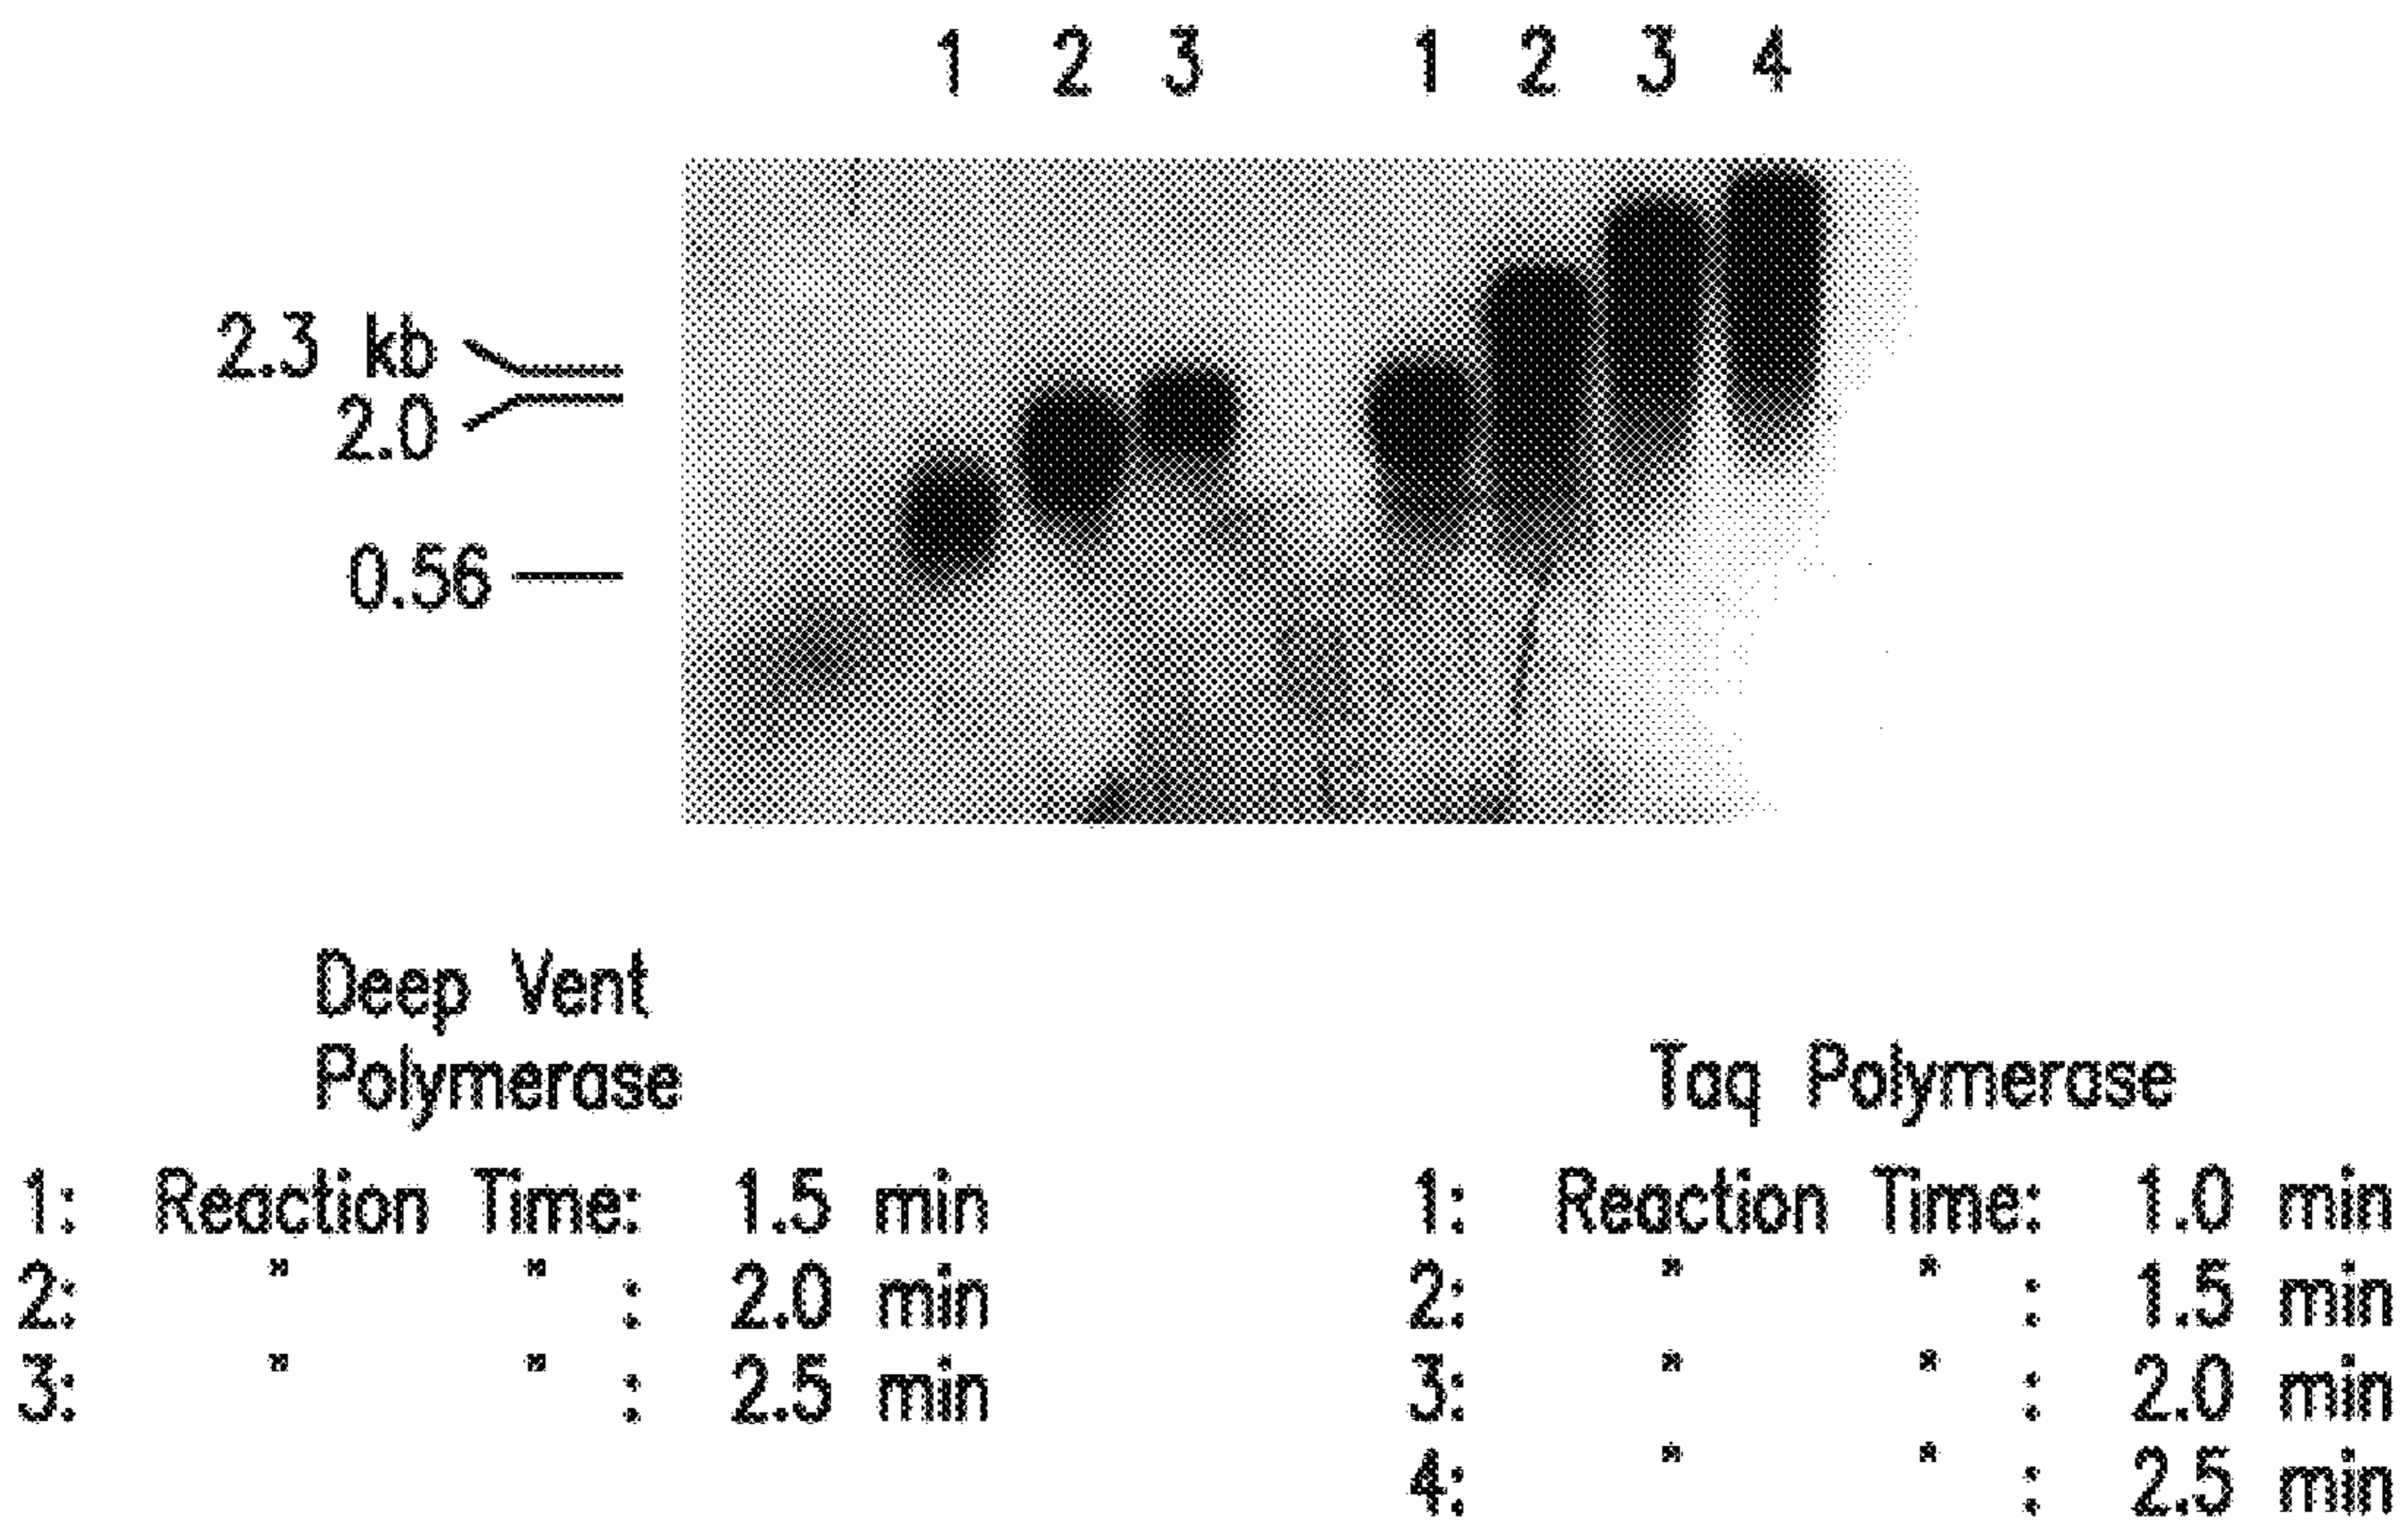 1 2 3 1 2 3 4
2.3 kb
2.0
0.56
Deep Vent
Polymerase
1: Reaction Time: 1.5 min
2: " " : 2.0 min
3: " " : 2.5 min
Taq Polymerase
1: Reaction Time: 1.0 min
2: " " : 1.5 min
3: " " : 2.0 min
4: " " : 2.5 min